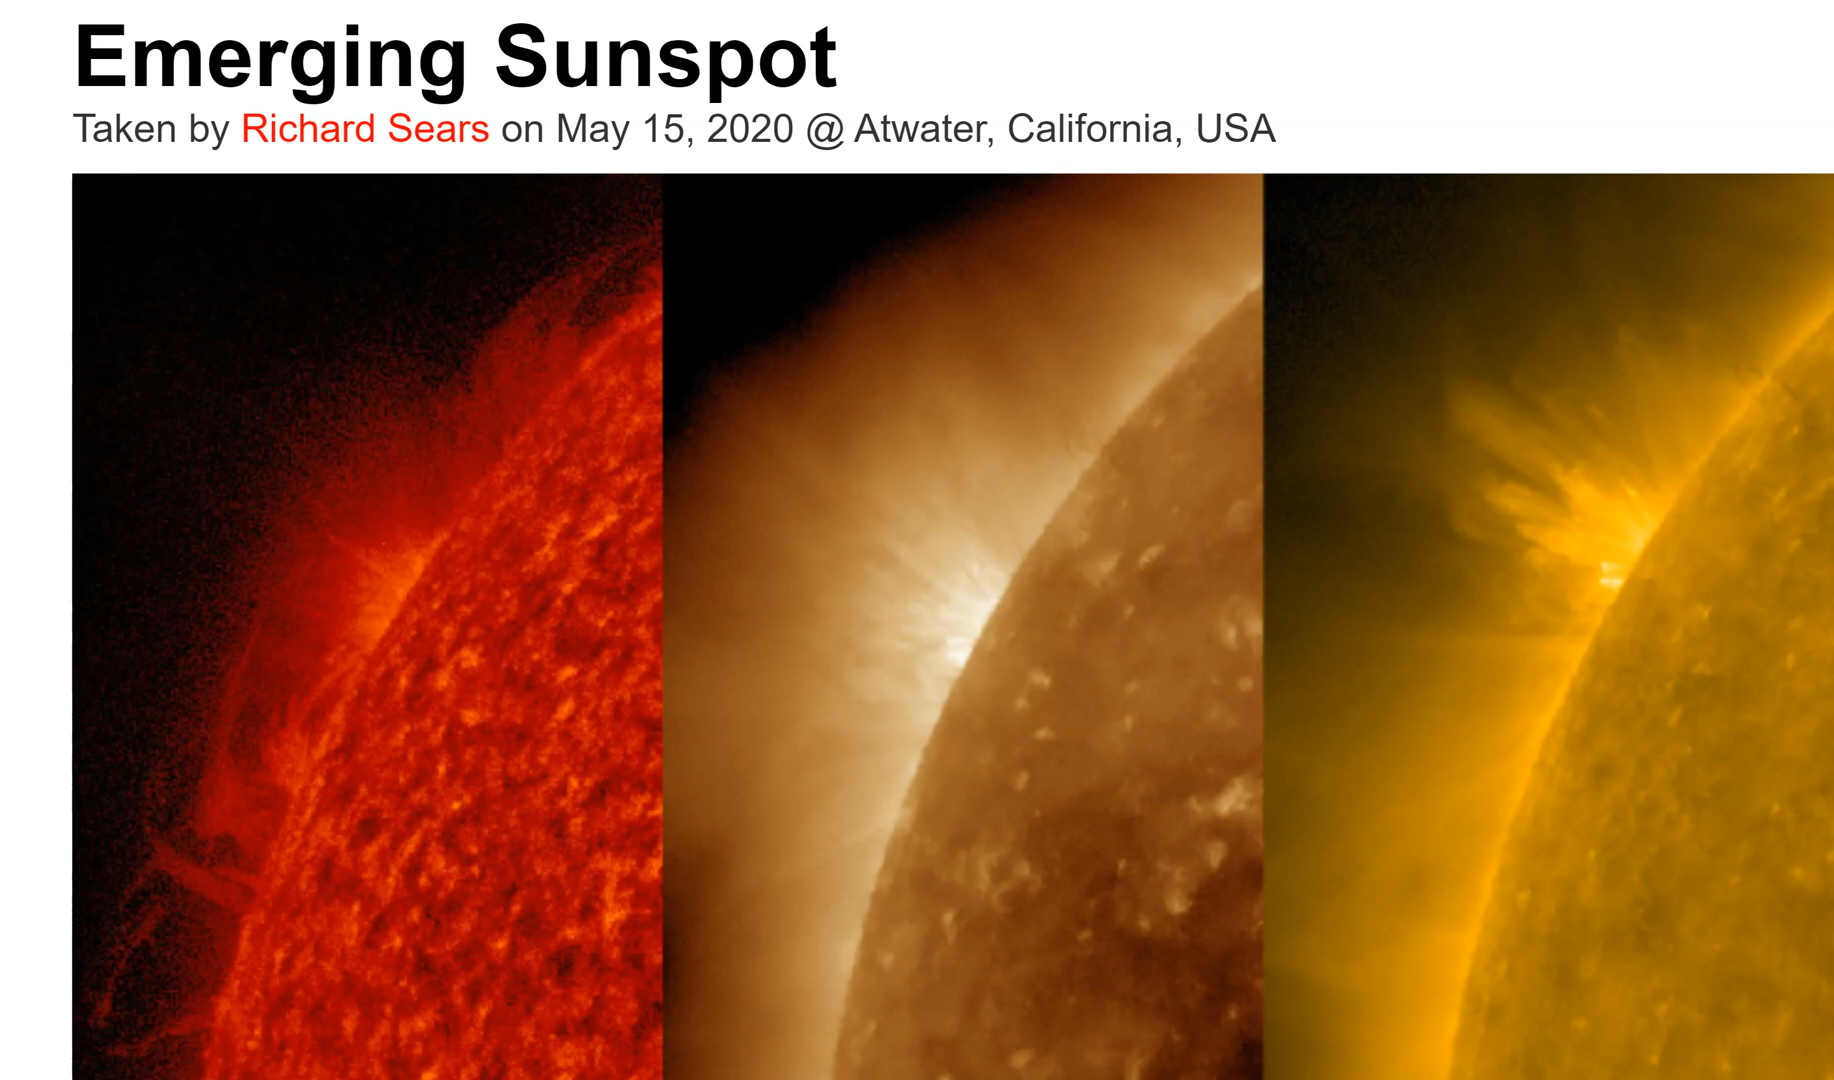 Emerging Sunspot
Taken by Richard Sears on May 15, 2020 @ Atwater, California, USA